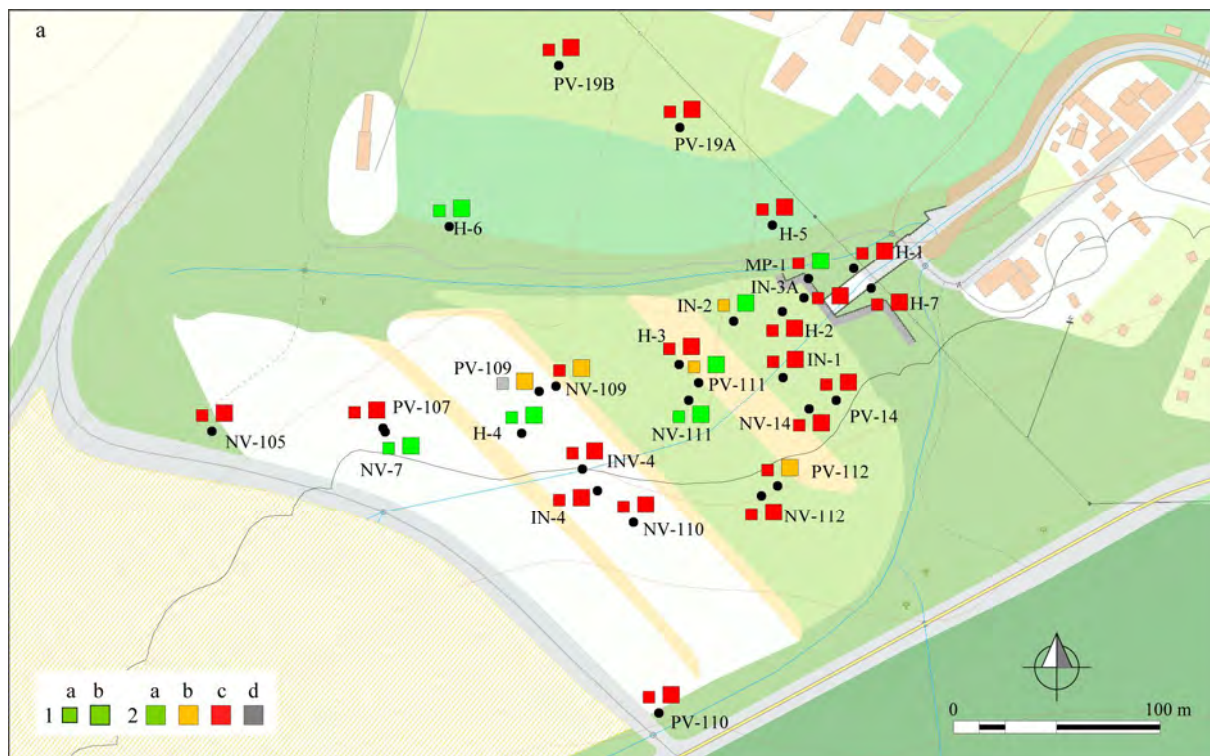 a
PV-19B
PV-19A
H-6
H-5
H-1
MP-1
IN-3A
IN-2
H-7
H-2
H-3
IN-1
PV-109
NV-109
PV-111
PV-14
PV-107
NV-105
H-4
NV-111
NV-14
NV-7
INV-4
PV-112
IN-4
NV-110
NV-112
a b a b c d
1 2
PV-110
0 100 m